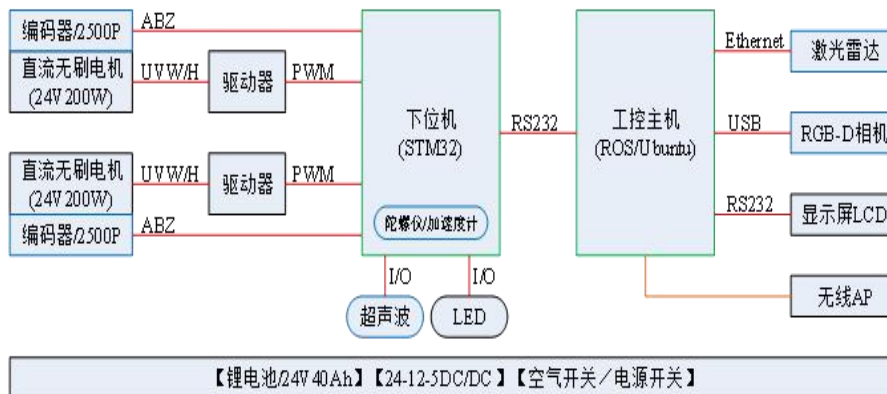 编码器/2500P
ABZ
直流无刷电机
(24V 200W)
UVW/H
驱动器
PWM
直流无刷电机
(24V 200W)
UVW/H
驱动器
PWM
编码器/2500P
ABZ
下位机
(STM32)
陀螺仪/加速度计
I/O
I/O
超声波
LED
RS232
工控主机
(ROS/Ubuntu)
Ethernet
激光雷达
USB
RGB-D相机
RS232
显示屏LCD
无线AP
【锂电池/24V 40Ah】【24-12-5DC/DC】【空气开关／电源开关】